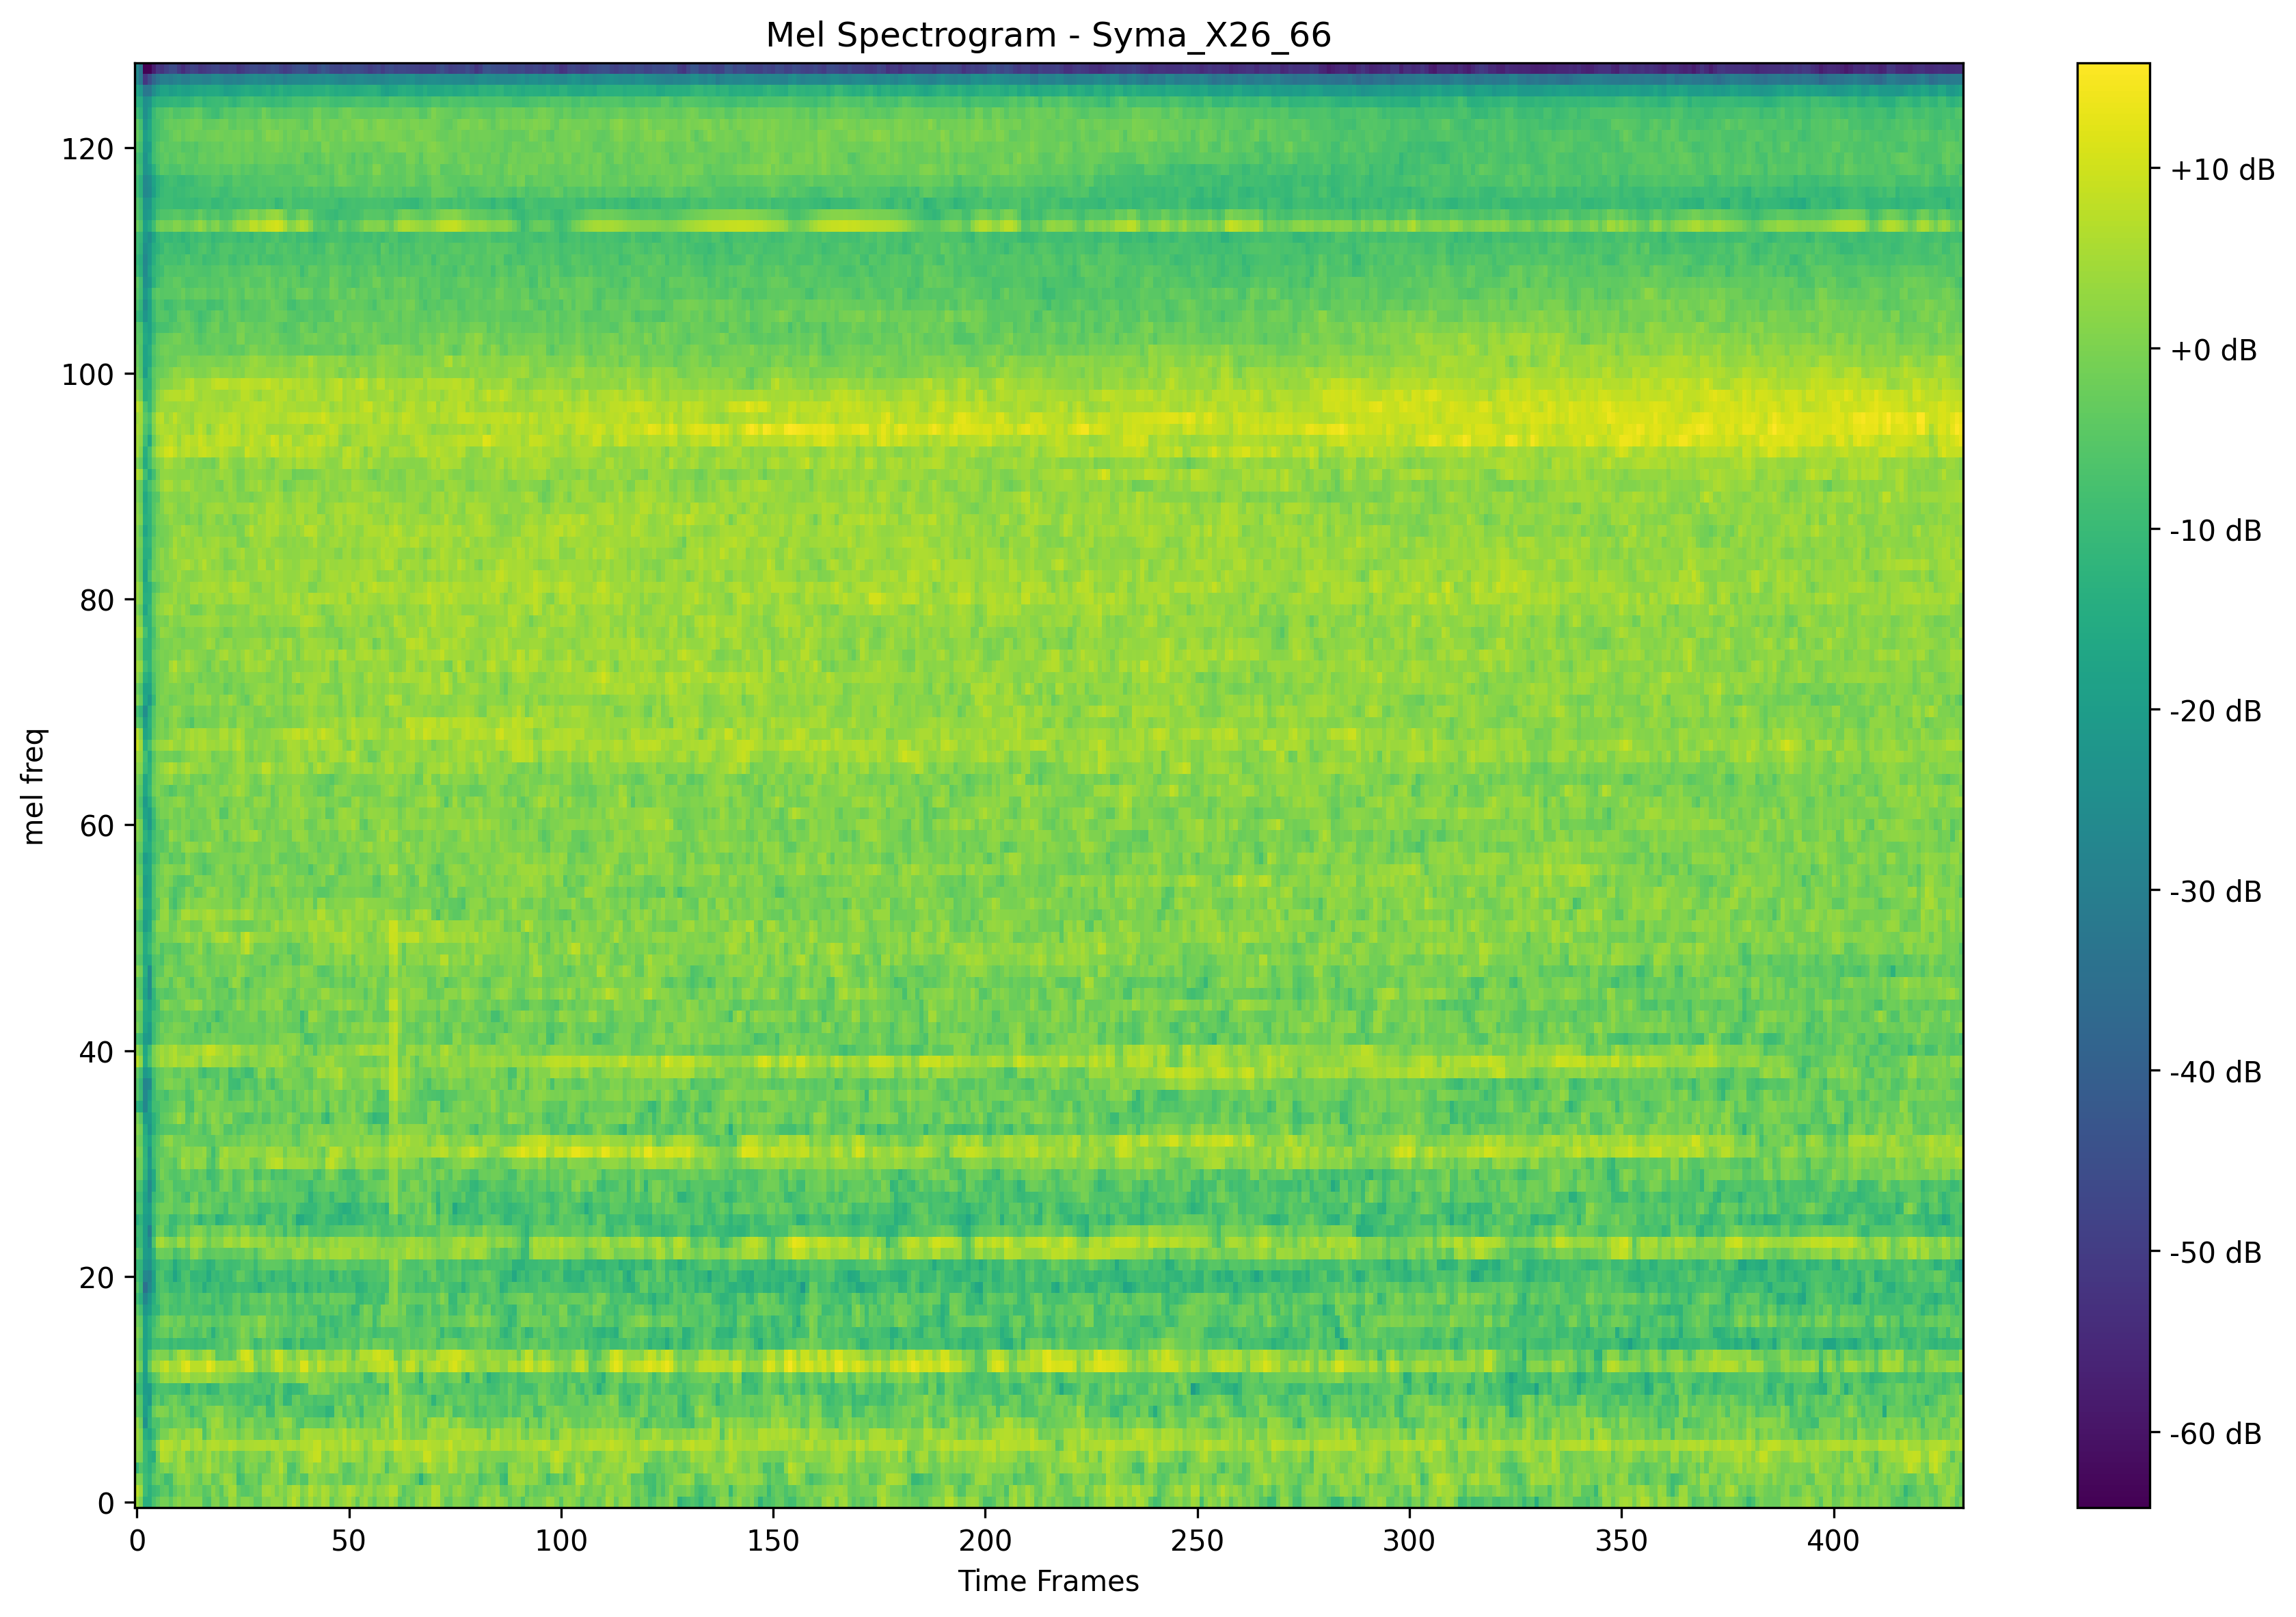 Mel Spectrogram - Syma_X26_66
mel freq
120
100
80
60
40
20
0
0 50 100 150 200 250 300 350 400
Time Frames
+10 dB
+0 dB
-10 dB
-20 dB
-30 dB
-40 dB
-50 dB
-60 dB